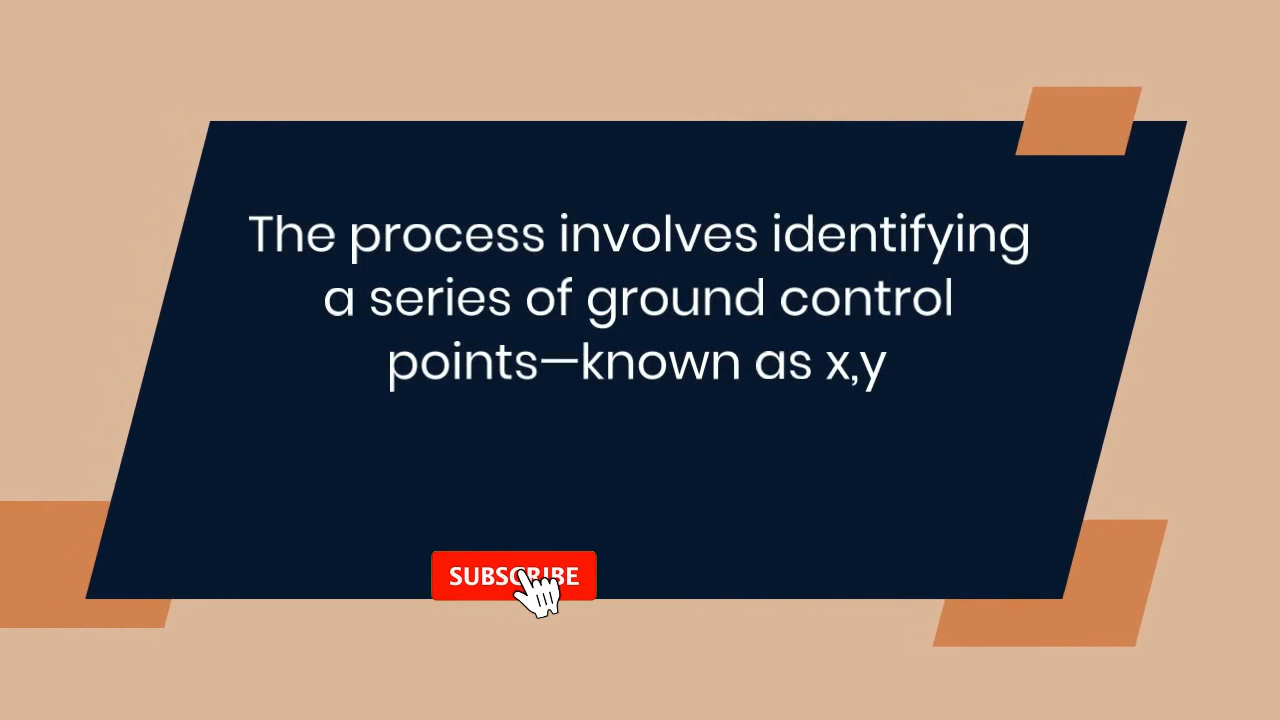 The process involves identifying
a series of ground control
points—known as x,y
SUBSCRIBE